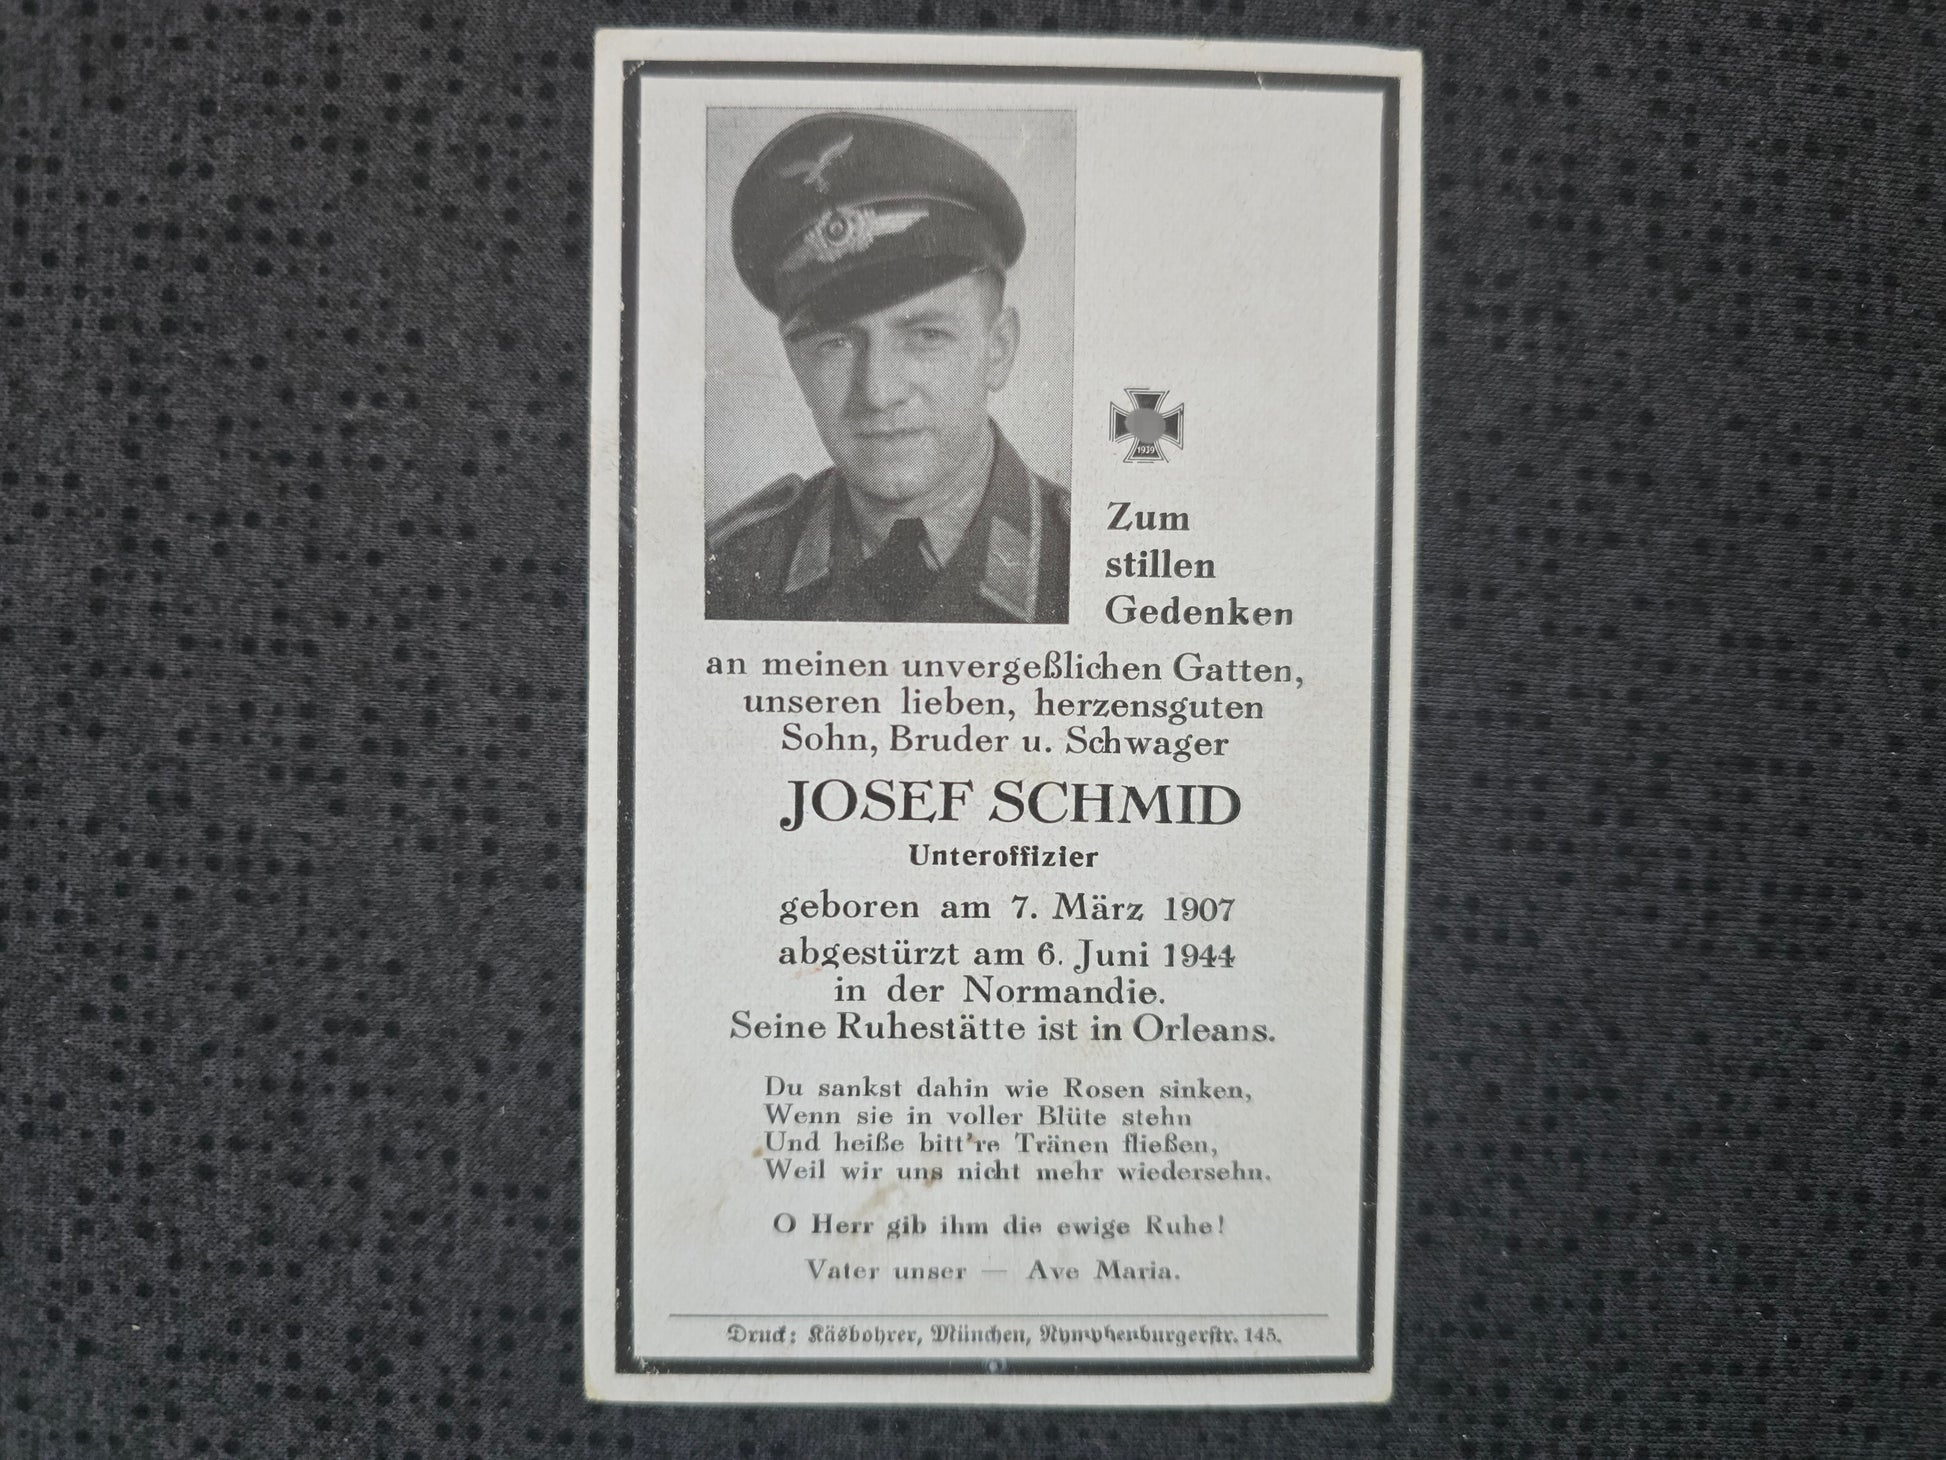 1939
Zum
stillen
Gedenken
an meinen unvergeßlichen Gatten,
unseren lieben, herzensguten
Sohn, Bruder u. Schwager
JOSEF SCHMID
Unteroffizier
geboren am 7. März 1907
abgestürzt am 6. Juni 1944
in der Normandie.
Seine Ruhestätte ist in Orleans.
Du sankst dahin wie Rosen sinken,
Wenn sie in voller Blüte stehn
Und heiße bitt're Tränen fließen,
Weil wir uns nicht mehr wiedersehn.
O Herr gib ihm die ewige Ruhe!
Vater unser — Ave Maria.
Druck: Käsbohrer, München, Nymphenburgerstr. 145.